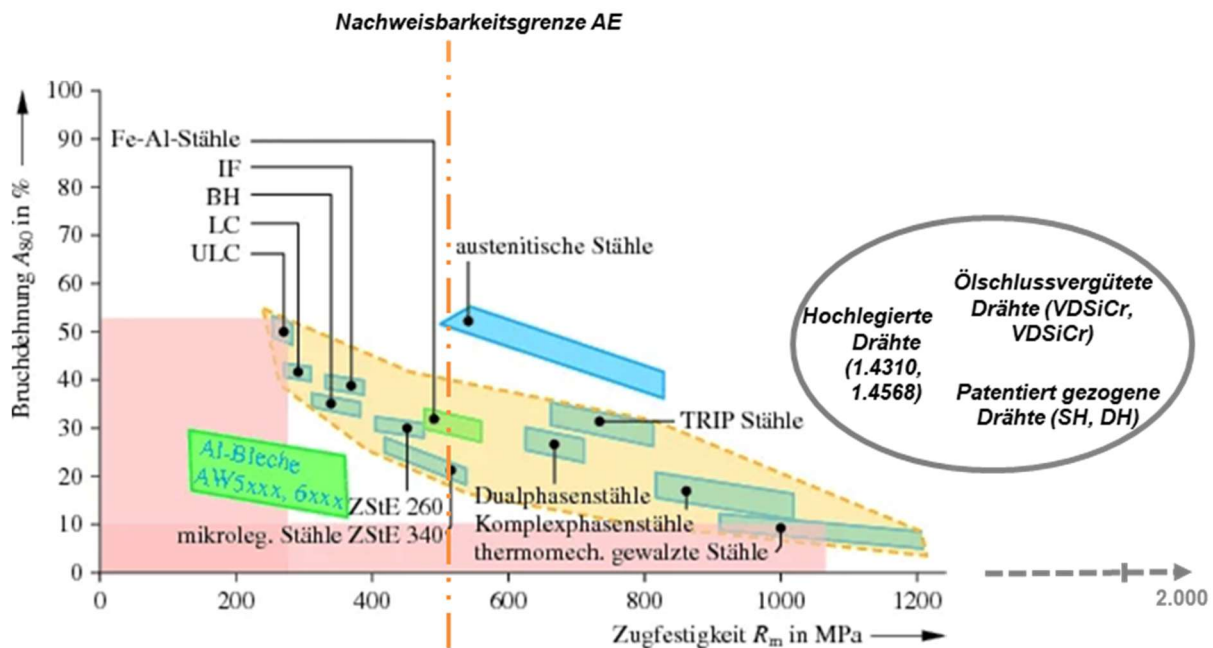 Nachweisbarkeitsgrenze AE
Bruchdehnung A80 in %
100
90
80
70
60
50
40
30
20
10
0
Fe-Al-Stähle
IF
BH
LC
ULC
austenitische Stähle
Al-Bleche
AW5xxx, 6xxx
ZStE 260
mikroleg. Stähle ZStE 340
TRIP Stähle
Dualphasenstähle
Komplexphasenstähle
thermomech. gewalzte Stähle
0
200
400
600
800
1000
1200
Zugfestigkeit Rm in MPa
Hochlegierte
Drähte
(1.4310,
1.4568)
Ölschlussvergütete
Drähte (VDSiCr,
VDSiCr)
Patentiert gezogene
Drähte (SH, DH)
2.000